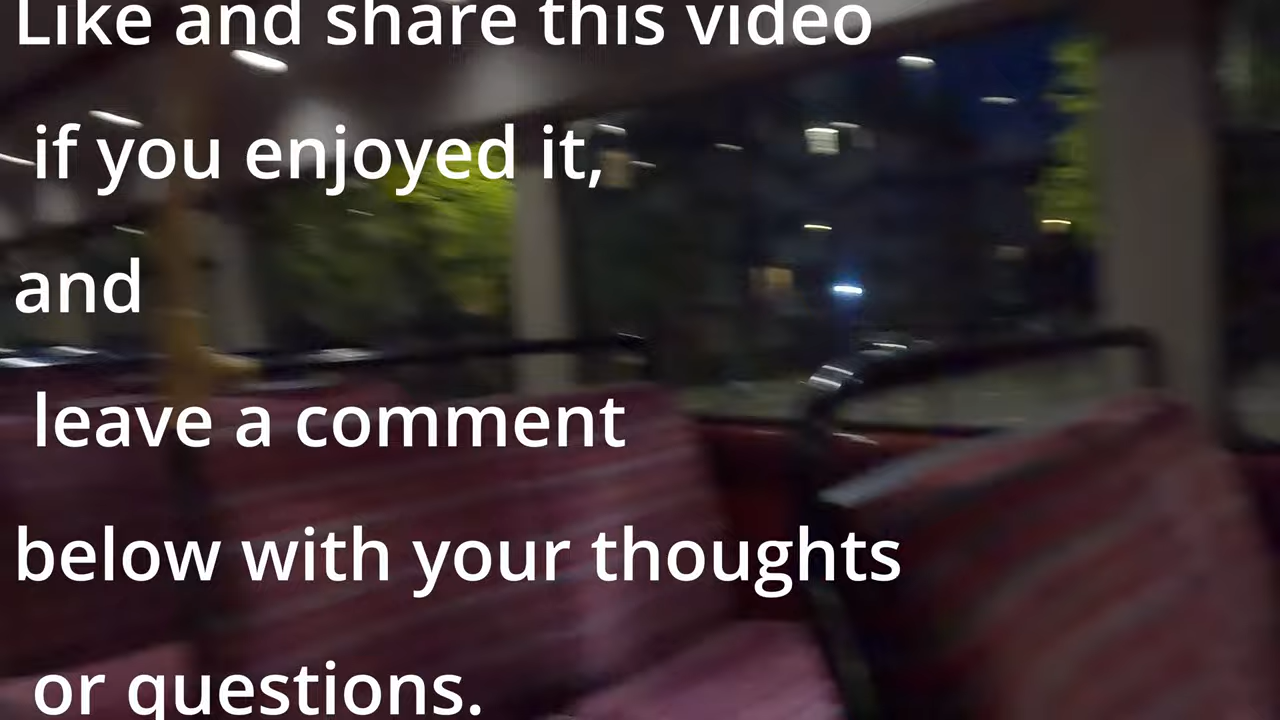 Like and share this video
if you enjoyed it,
and
leave a comment
below with your thoughts
or questions.